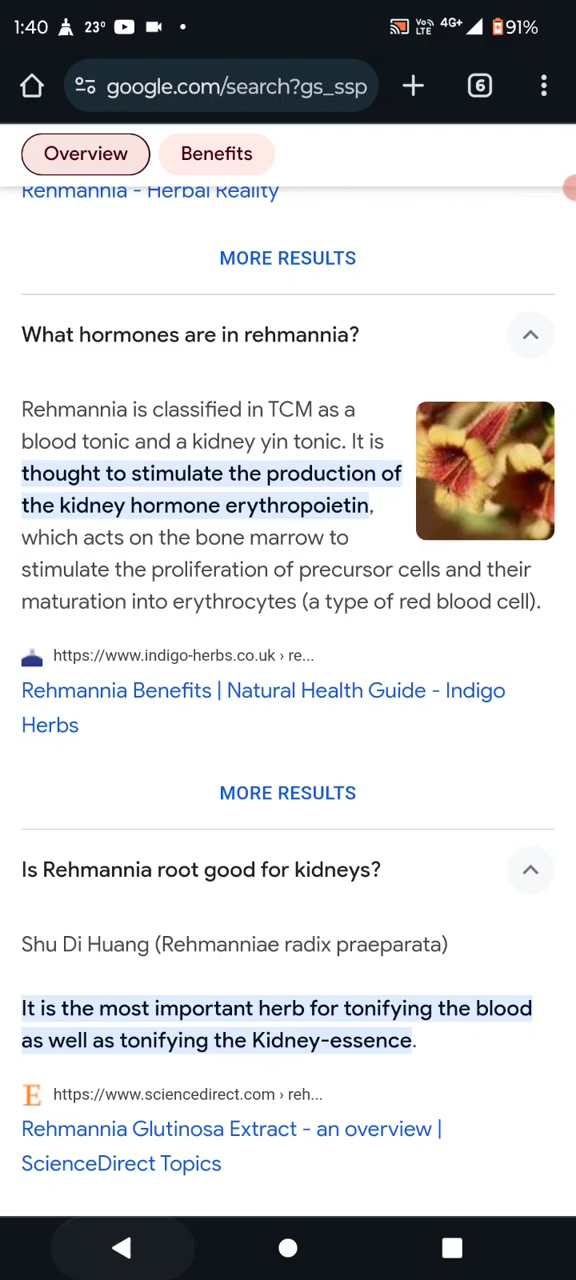 1:40 23° Vo LTE 4G+ 91%
google.com/search?gs_ssp 6
Overview Benefits
Rehmannia - Herbal Reality
MORE RESULTS
What hormones are in rehmannia?
Rehmannia is classified in TCM as a
blood tonic and a kidney yin tonic. It is
thought to stimulate the production of
the kidney hormone erythropoietin,
which acts on the bone marrow to
stimulate the proliferation of precursor cells and their
maturation into erythrocytes (a type of red blood cell).
https://www.indigo-herbs.co.uk › re...
Rehmannia Benefits | Natural Health Guide - Indigo
Herbs
MORE RESULTS
Is Rehmannia root good for kidneys?
Shu Di Huang (Rehmanniae radix praeparata)
It is the most important herb for tonifying the blood
as well as tonifying the Kidney-essence.
E https://www.sciencedirect.com › reh...
Rehmannia Glutinosa Extract - an overview |
ScienceDirect Topics